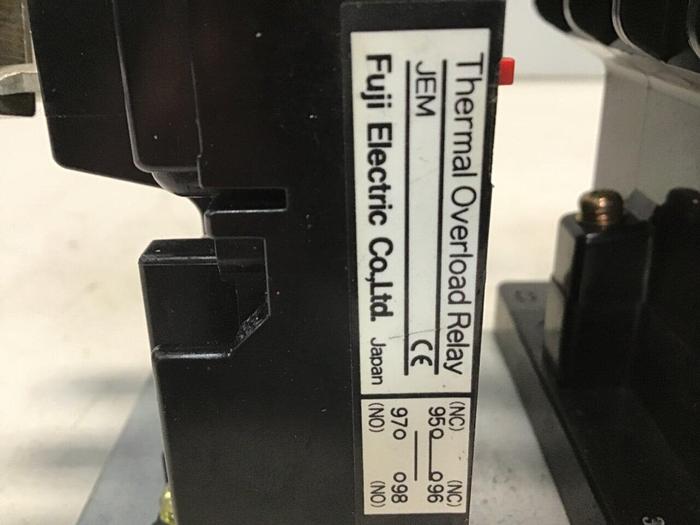 Thermal Overload Relay
JEM CE
Fuji Electric Co.,Ltd. Japan
(NC) (NC)
95 96
97 98
(NO) (NO)